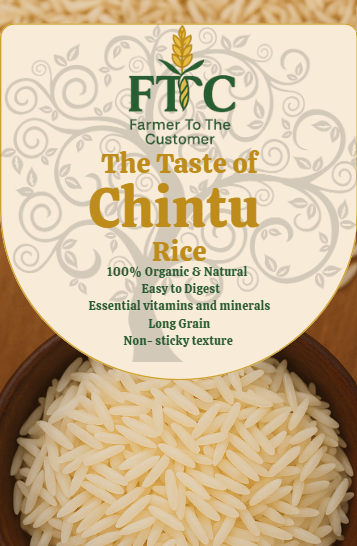 FTTC
Farmer To The
Customer
The Taste of
Chintu
Rice
100% Organic & Natural
Easy to Digest
Essential vitamins and minerals
Long Grain
Non- sticky texture